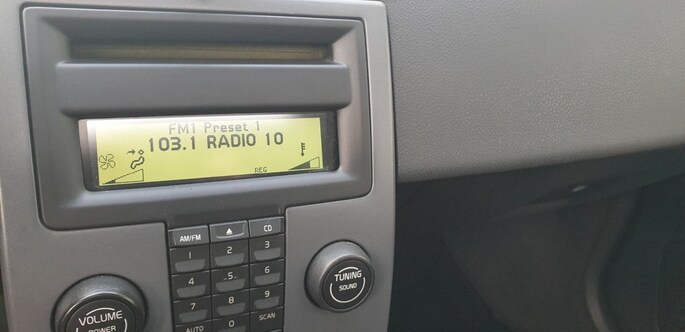 FM1 Preset 1
103.1 RADIO 10
REG
AM/FM CD
1 2 3
4 .5. 6
7 8 9
AUTO 0 SCAN
VOLUME
POWER
TUNING
SOUND